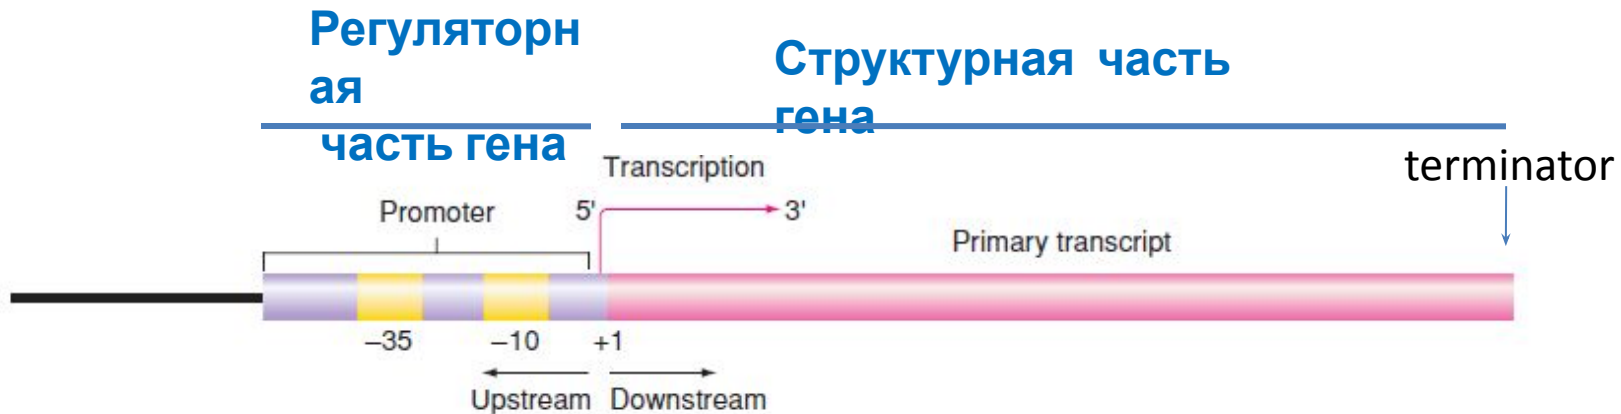 Регуляторн
ая
часть гена
Структурная часть
гена
terminator
Transcription
Promoter
5'
3'
Primary transcript
–35
–10
+1
Upstream
Downstream